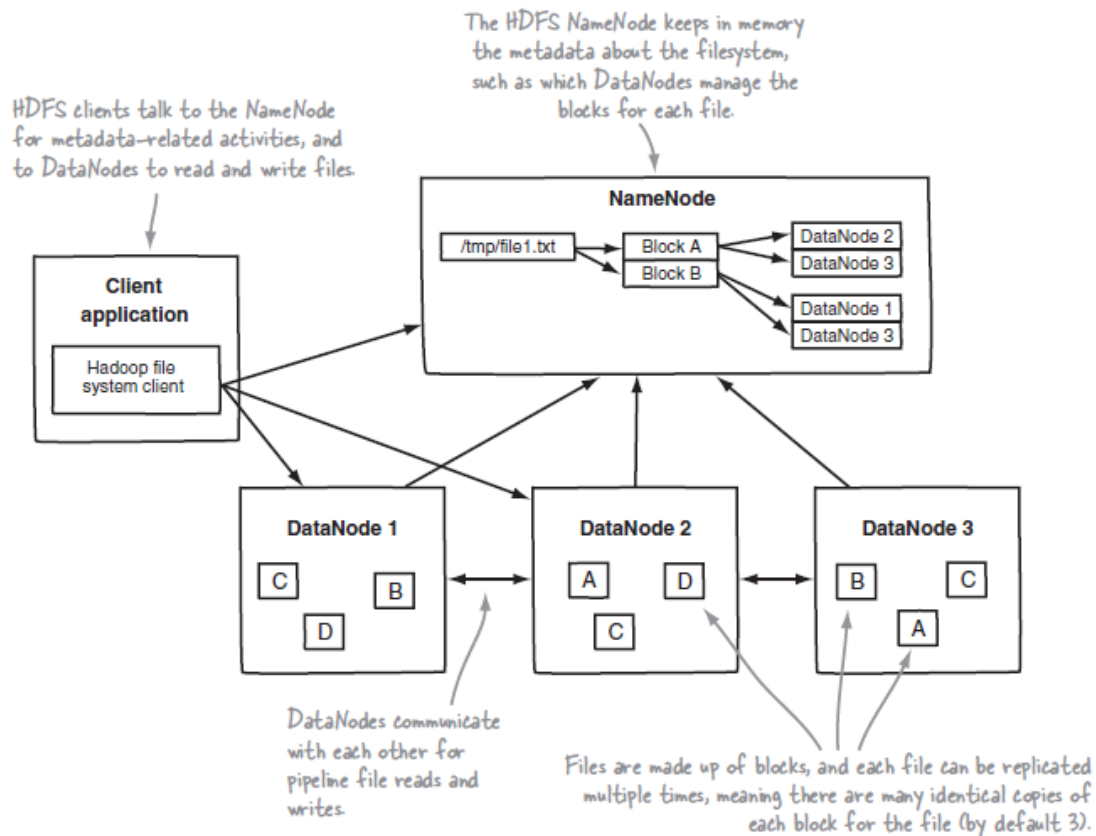 The HDFS NameNode keeps in memory
the metadata about the filesystem,
such as which DataNodes manage the
blocks for each file.
HDFS clients talk to the NameNode
for metadata-related activities, and
to DataNodes to read and write files.
NameNode
/tmp/file1.txt
Block A
Block B
DataNode 2
DataNode 3
DataNode 1
DataNode 3
Client
application
Hadoop file
system client
DataNode 1
C
B
D
DataNode 2
A
D
C
DataNode 3
B
C
A
DataNodes communicate
with each other for
pipeline file reads and
writes.
Files are made up of blocks, and each file can be replicated
multiple times, meaning there are many identical copies of
each block for the file (by default 3).